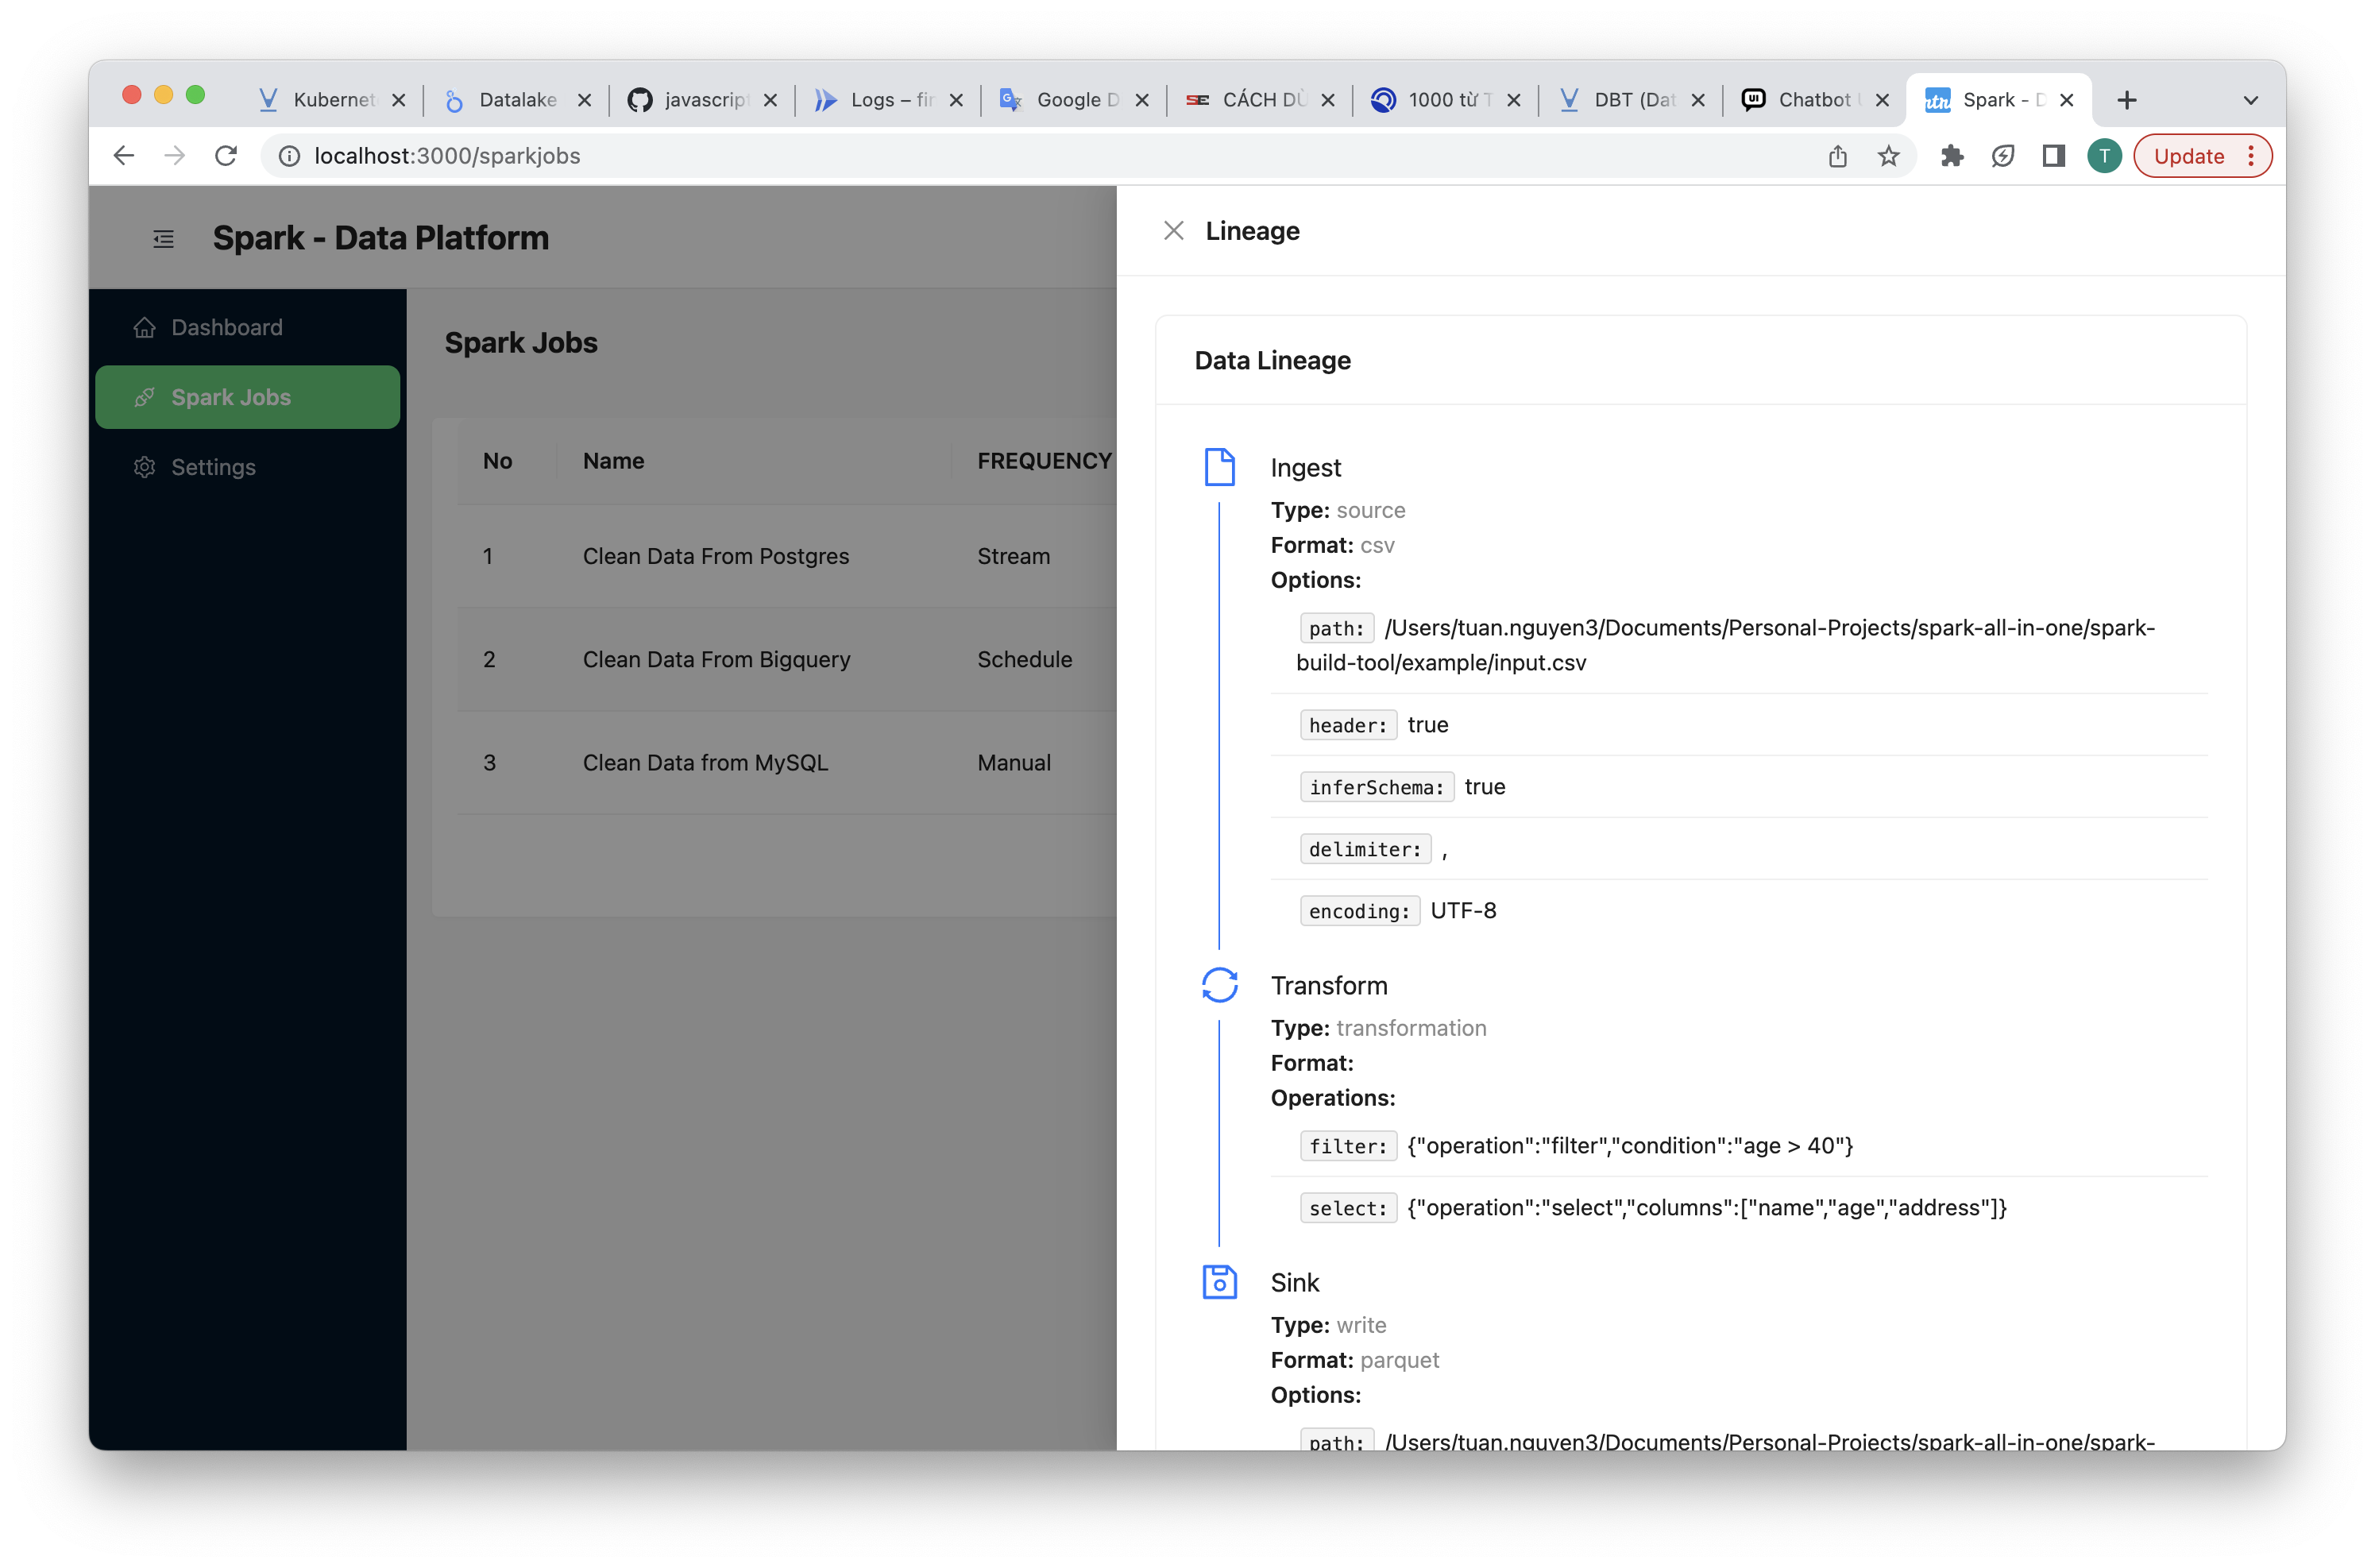 Kubernet
Datalake
javascript
Logs – fir
Google D
CÁCH DÙ
1000 từ T
DBT (Dat
Chatbot U
Spark - D
localhost:3000/sparkjobs
T
Update
Spark - Data Platform
Dashboard
Spark Jobs
Settings
Spark Jobs
No Name FREQUENCY
1 Clean Data From Postgres Stream
2 Clean Data From Bigquery Schedule
3 Clean Data from MySQL Manual
Lineage
Data Lineage
Ingest
Type: source
Format: csv
Options:
path: /Users/tuan.nguyen3/Documents/Personal-Projects/spark-all-in-one/spark-
build-tool/example/input.csv
header: true
inferSchema: true
delimiter: ,
encoding: UTF-8
Transform
Type: transformation
Format:
Operations:
filter: {"operation":"filter","condition":"age > 40"}
select: {"operation":"select","columns":["name","age","address"]}
Sink
Type: write
Format: parquet
Options:
path: /Users/tuan.nguyen3/Documents/Personal-Projects/spark-all-in-one/spark-